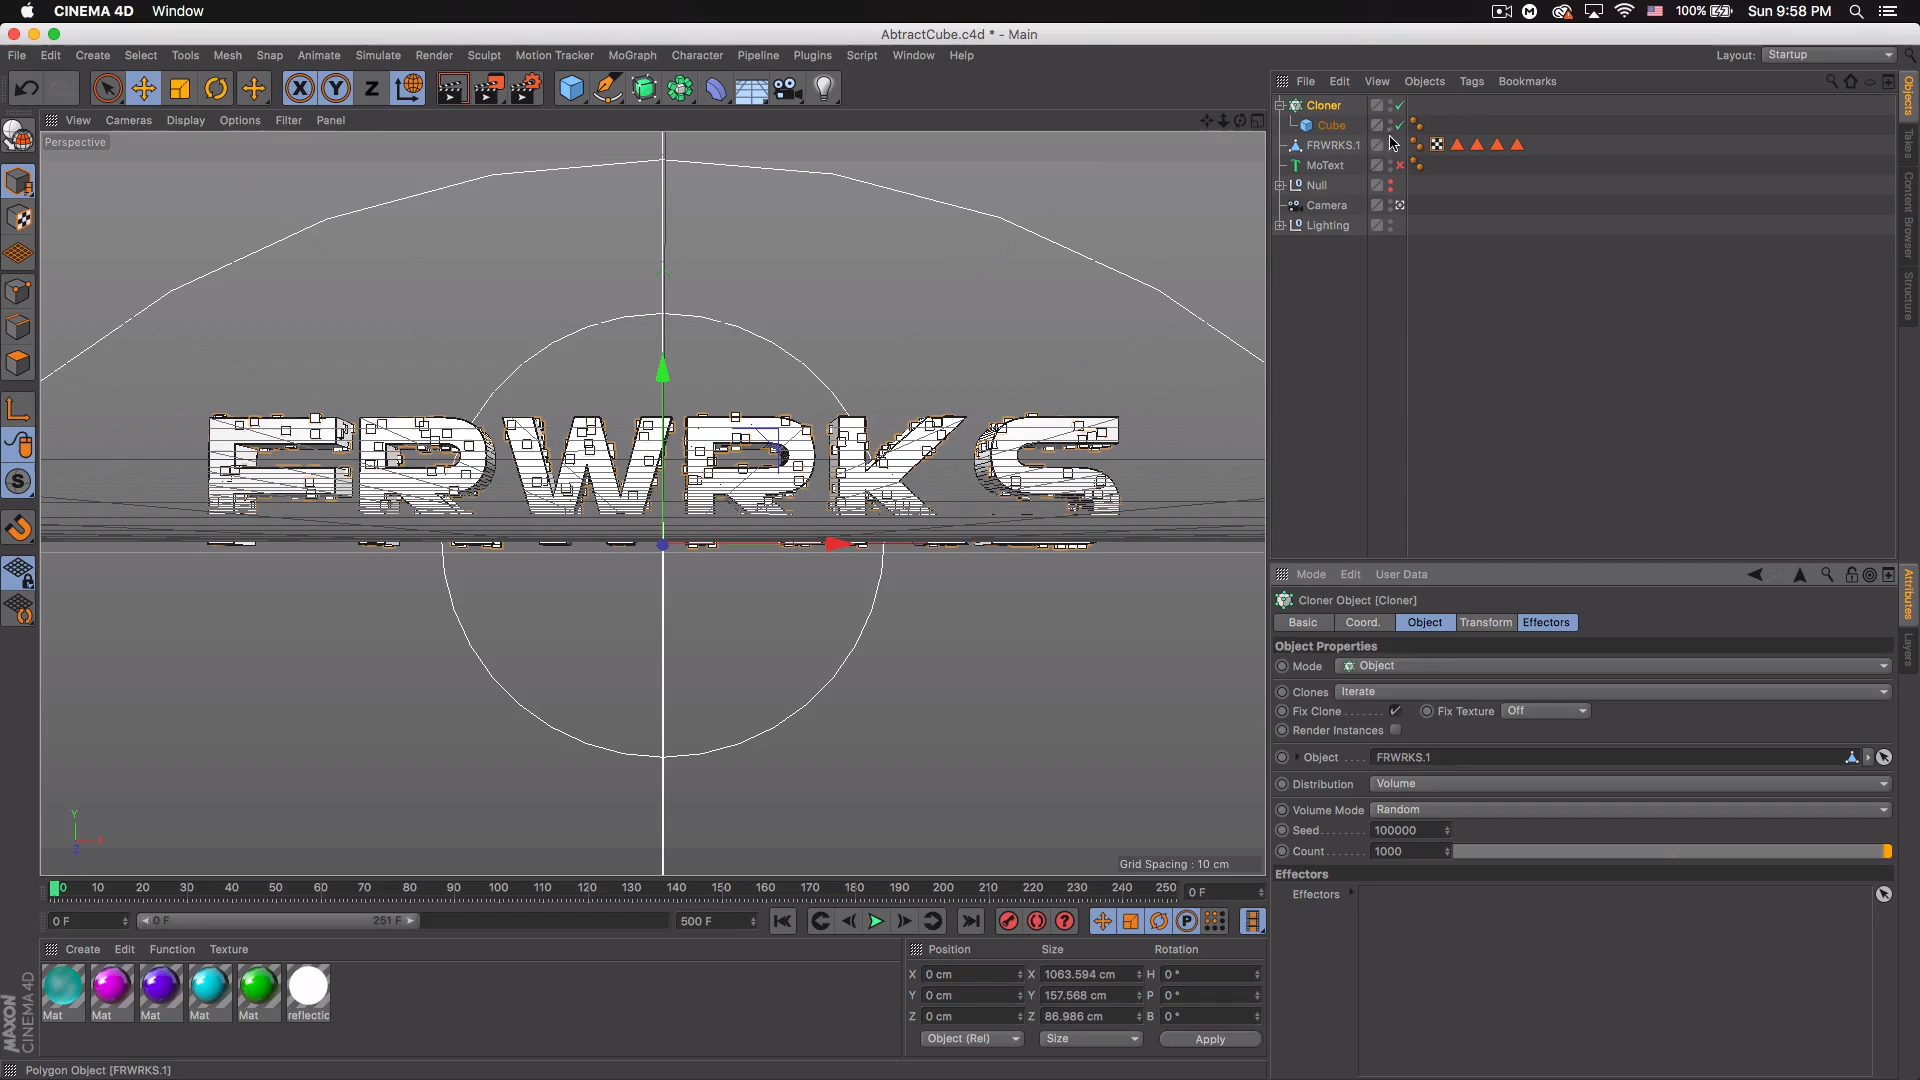 CINEMA 4D Window 100% Sun 9:58 PM
AbtractCube.c4d * - Main
File Edit Create Select Tools Mesh Snap Animate Simulate Render Sculpt Motion Tracker MoGraph Character Pipeline Plugins Script Window Help Layout: Startup
File Edit View Objects Tags Bookmarks
View Cameras Display Options Filter Panel
Perspective
Cloner
Cube
FRWRKS.1
MoText
Null
Camera
Lighting
Objects
Takes
Content Browser
Structure
FRWRKS
Y
X
Z
Grid Spacing : 10 cm
Mode Edit User Data
Cloner Object [Cloner]
Basic Coord. Object Transform Effectors
Object Properties
Mode Object
Clones Iterate
Fix Clone Fix Texture Off
Render Instances
Object FRWRKS.1
Distribution Volume
Volume Mode Random
Seed 100000
Count 1000
Effectors
Effectors
Attributes
Layers
0 10 20 30 40 50 60 70 80 90 100 110 120 130 140 150 160 170 180 190 200 210 220 230 240 250 0 F
0 F 0 F 251 F 500 F
Create Edit Function Texture
Mat Mat Mat Mat Mat reflectic
Position Size Rotation
X 0 cm X 1063.594 cm H 0 °
Y 0 cm Y 157.568 cm P 0 °
Z 0 cm Z 86.986 cm B 0 °
Object (Rel) Size Apply
MAXON CINEMA 4D
Polygon Object [FRWRKS.1]